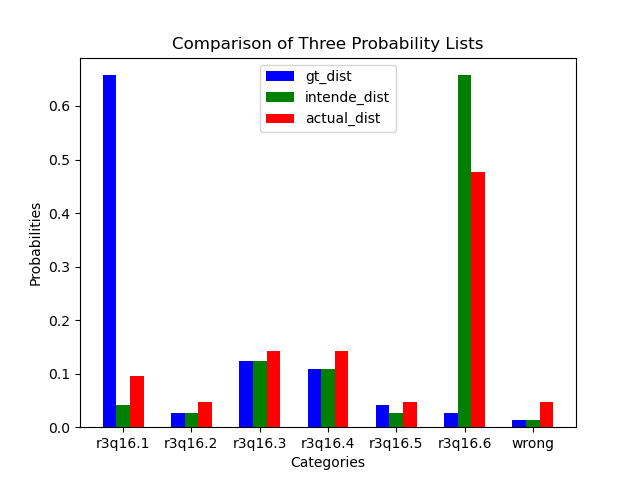 Comparison of Three Probability Lists
gt_dist
intende_dist
actual_dist
Probabilities
0.6
0.5
0.4
0.3
0.2
0.1
0.0
r3q16.1 r3q16.2 r3q16.3 r3q16.4 r3q16.5 r3q16.6 wrong
Categories